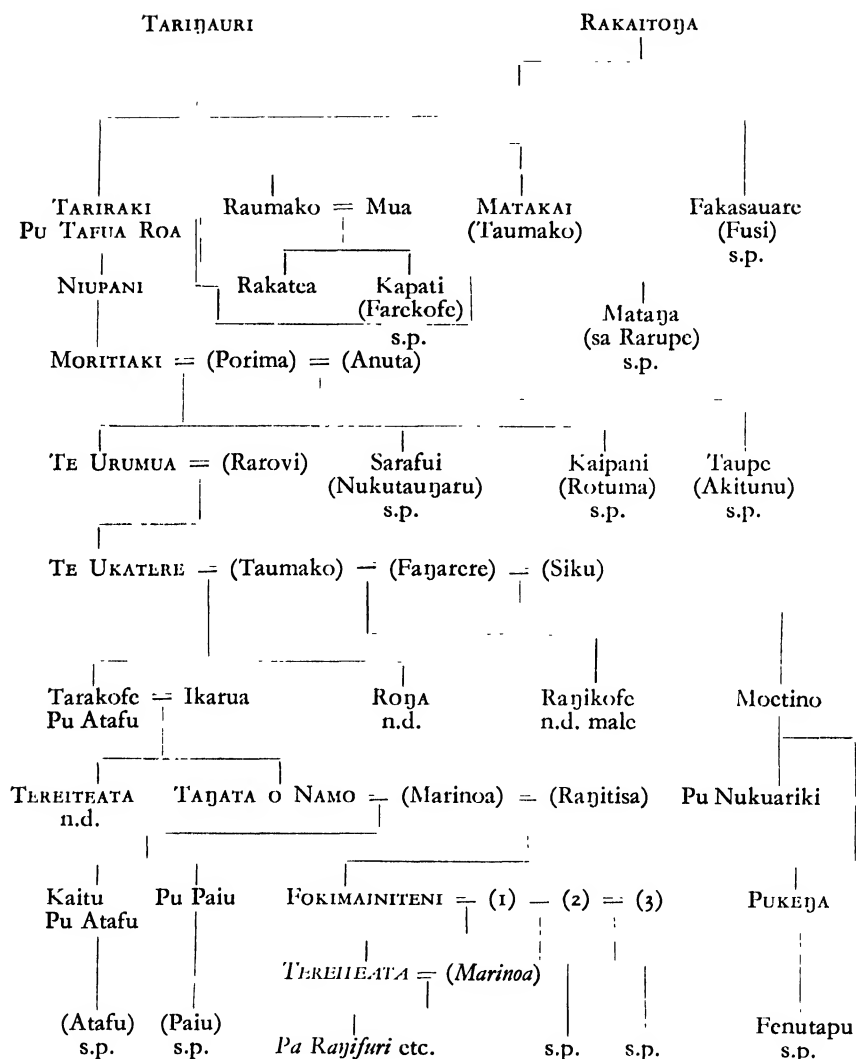 TARIŊAURI RAKAITOŊA
TARIRAKI Raumako = Mua MATAKAI Fakasauare
PU TAFUA ROA (Taumako) (Fusi)
s.p.
NIUPANI Rakatea Kapati Mataŋa
(Farekofe) (sa Rarupe)
s.p. s.p.
MORITIAKI = (Porima) = (Anuta)
TE URUMUA = (Rarovi) Sarafui Kaipani Taupe
(Nukutauŋaru) (Rotuma) (Akitunu)
s.p. s.p. s.p.
TE UKATERE = (Taumako) = (Faŋarere) = (Siku)
Tarakofe = Ikarua ROŊA Raŋikofe Moetino
Pu Atafu n.d. n.d. male
TEREITEATA TAŊATA O NAMO = (Marinoa) = (Raŋitisa) Pu Nukuariki
n.d.
Kaitu Pu Paiu FOKIMAINITENI = (1) = (2) = (3) PUKEŊA
Pu Atafu
TEREITEATA = (Marinoa)
(Atafu) (Paiu) Pa Raŋifuri etc. s.p. s.p. Fenutapu
s.p. s.p. s.p.